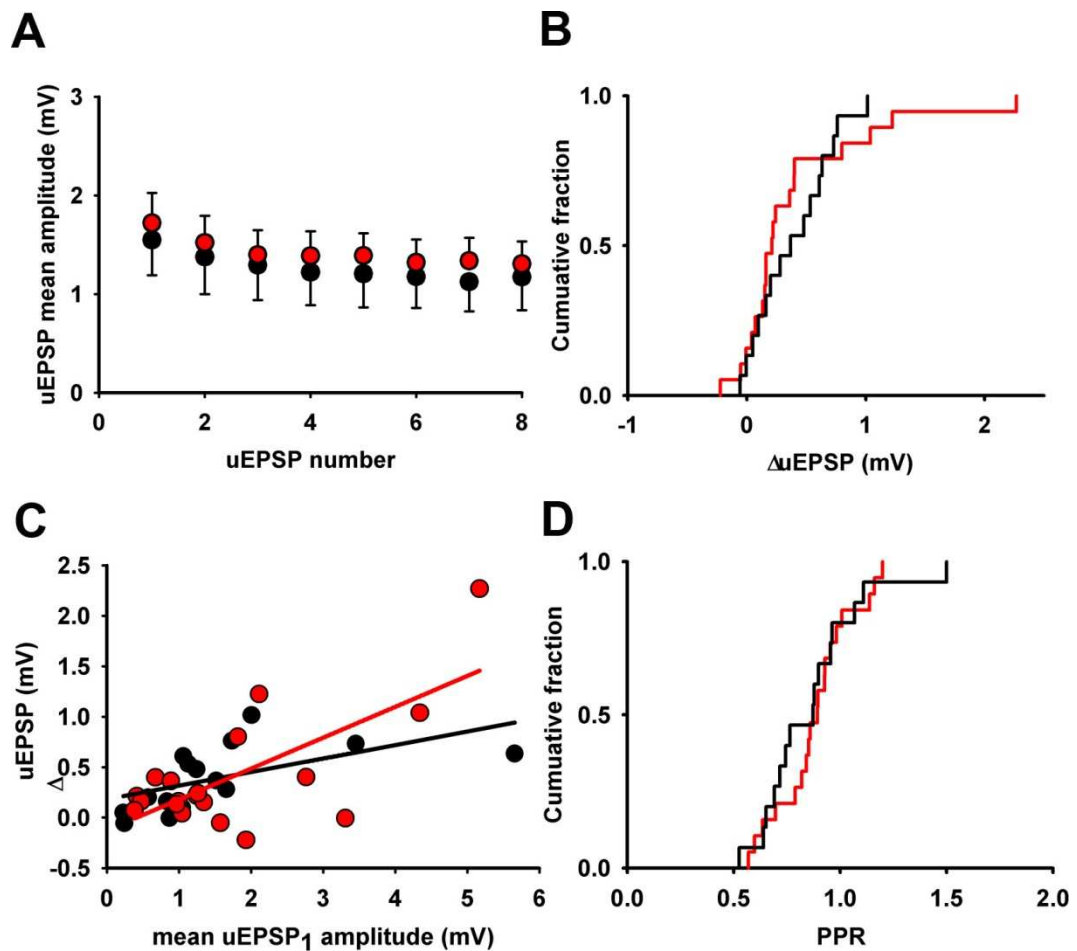 A
uEPSP mean amplitude (mV)
3
2
1
0
0 2 4 6 8
uEPSP number
B
Cumuative fraction
1.0
0.5
0.0
-1 0 1 2
ΔuEPSP (mV)
C
Δ uEPSP (mV)
2.5
2.0
1.5
1.0
0.5
0.0
-0.5
0 1 2 3 4 5 6
mean uEPSP₁ amplitude (mV)
D
Cumulative fraction
1.0
0.5
0.0
0.0 0.5 1.0 1.5 2.0
PPR